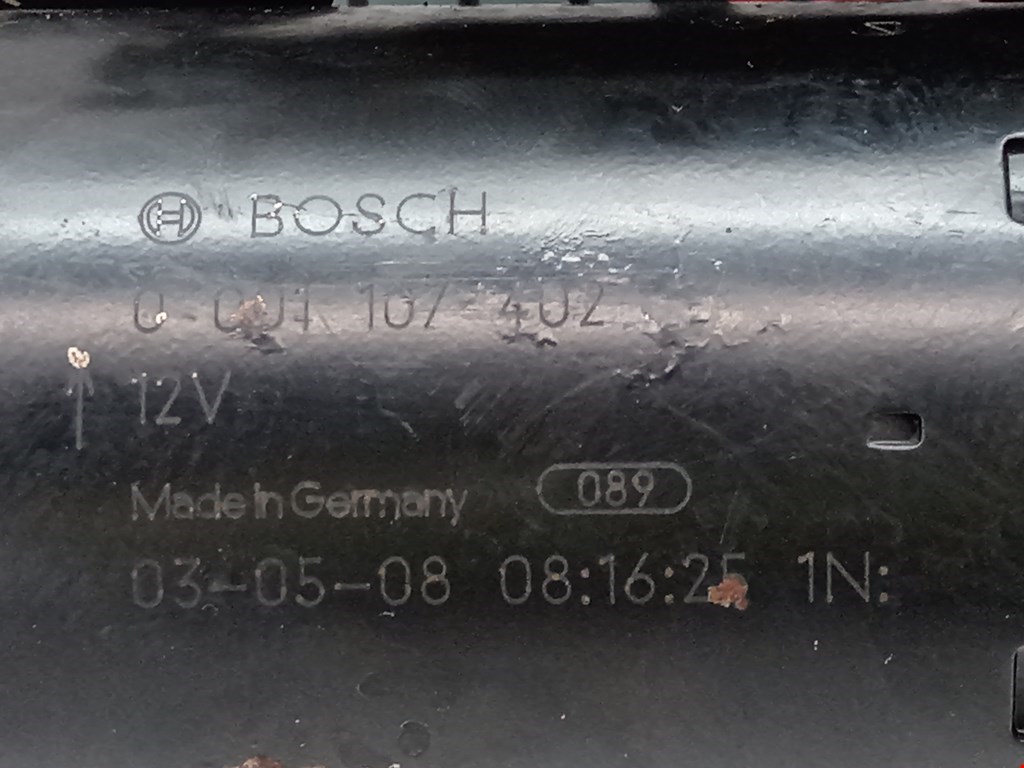 BOSCH
0 001 107 402
12V
Made in Germany 089
03-05-08 08:16:25 1N: